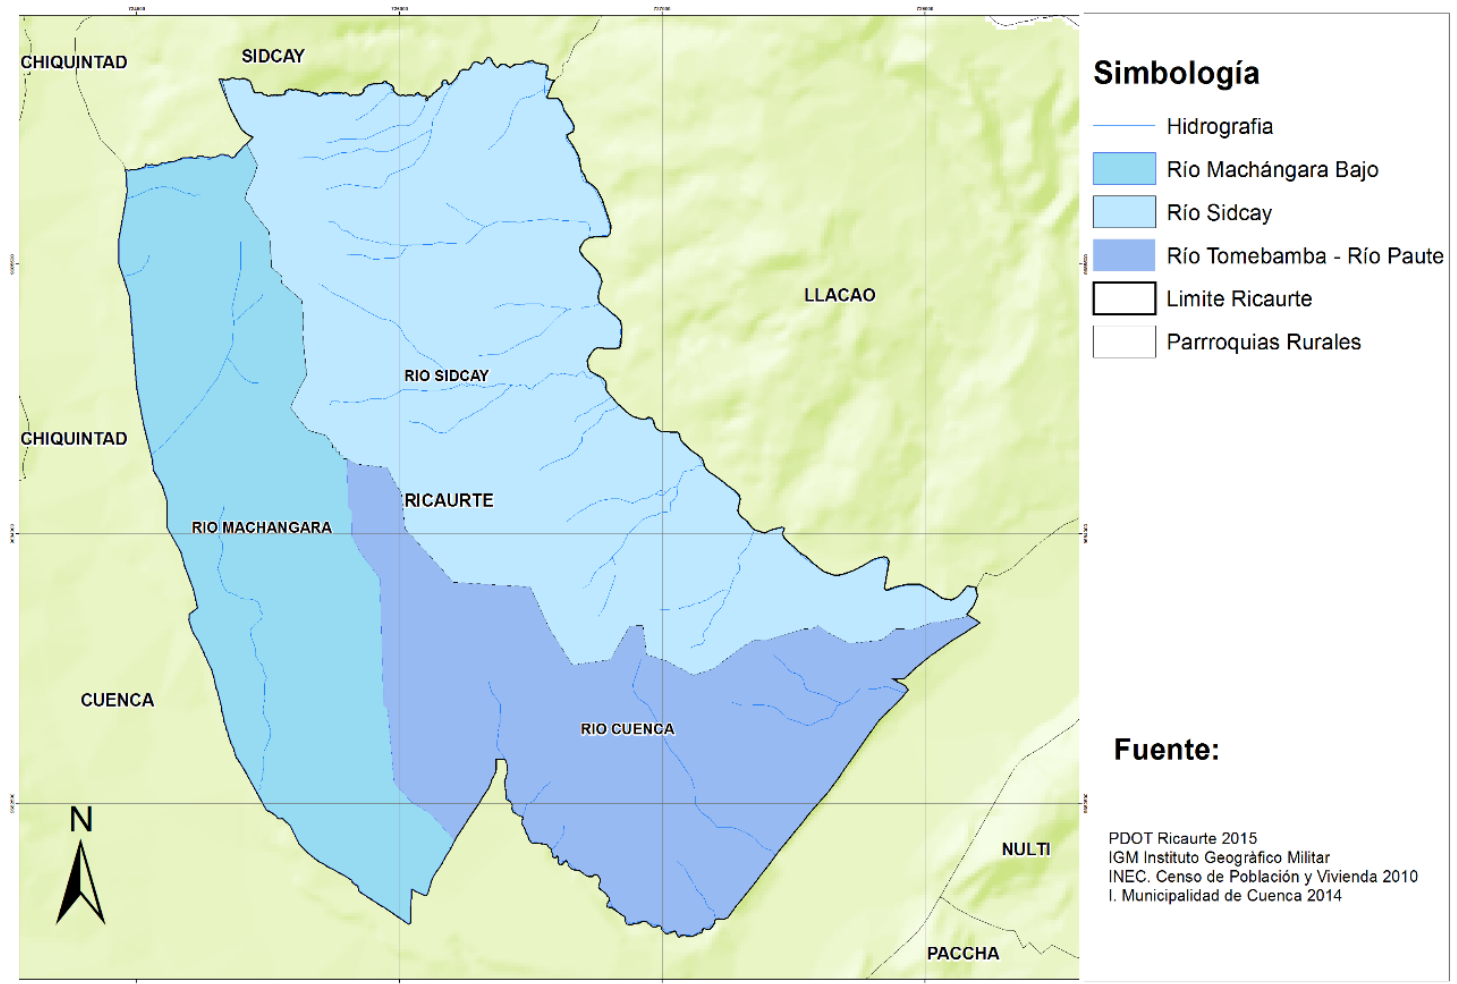 CHIQUINTAD
SIDCAY
LLACAO
RIO SIDCAY
CHIQUINTAD
RICAURTE
RIO MACHANGARA
CUENCA
RIO CUENCA
N
NULTI
PACCHA
Simbología
Hidrografia
Río Machángara Bajo
Río Sidcay
Río Tomebamba - Río Paute
Limite Ricaurte
Parrroquias Rurales
Fuente:
PDOT Ricaurte 2015
IGM Instituto Geogràfico Militar
INEC. Censo de Población y Vivienda 2010
I. Municipalidad de Cuenca 2014